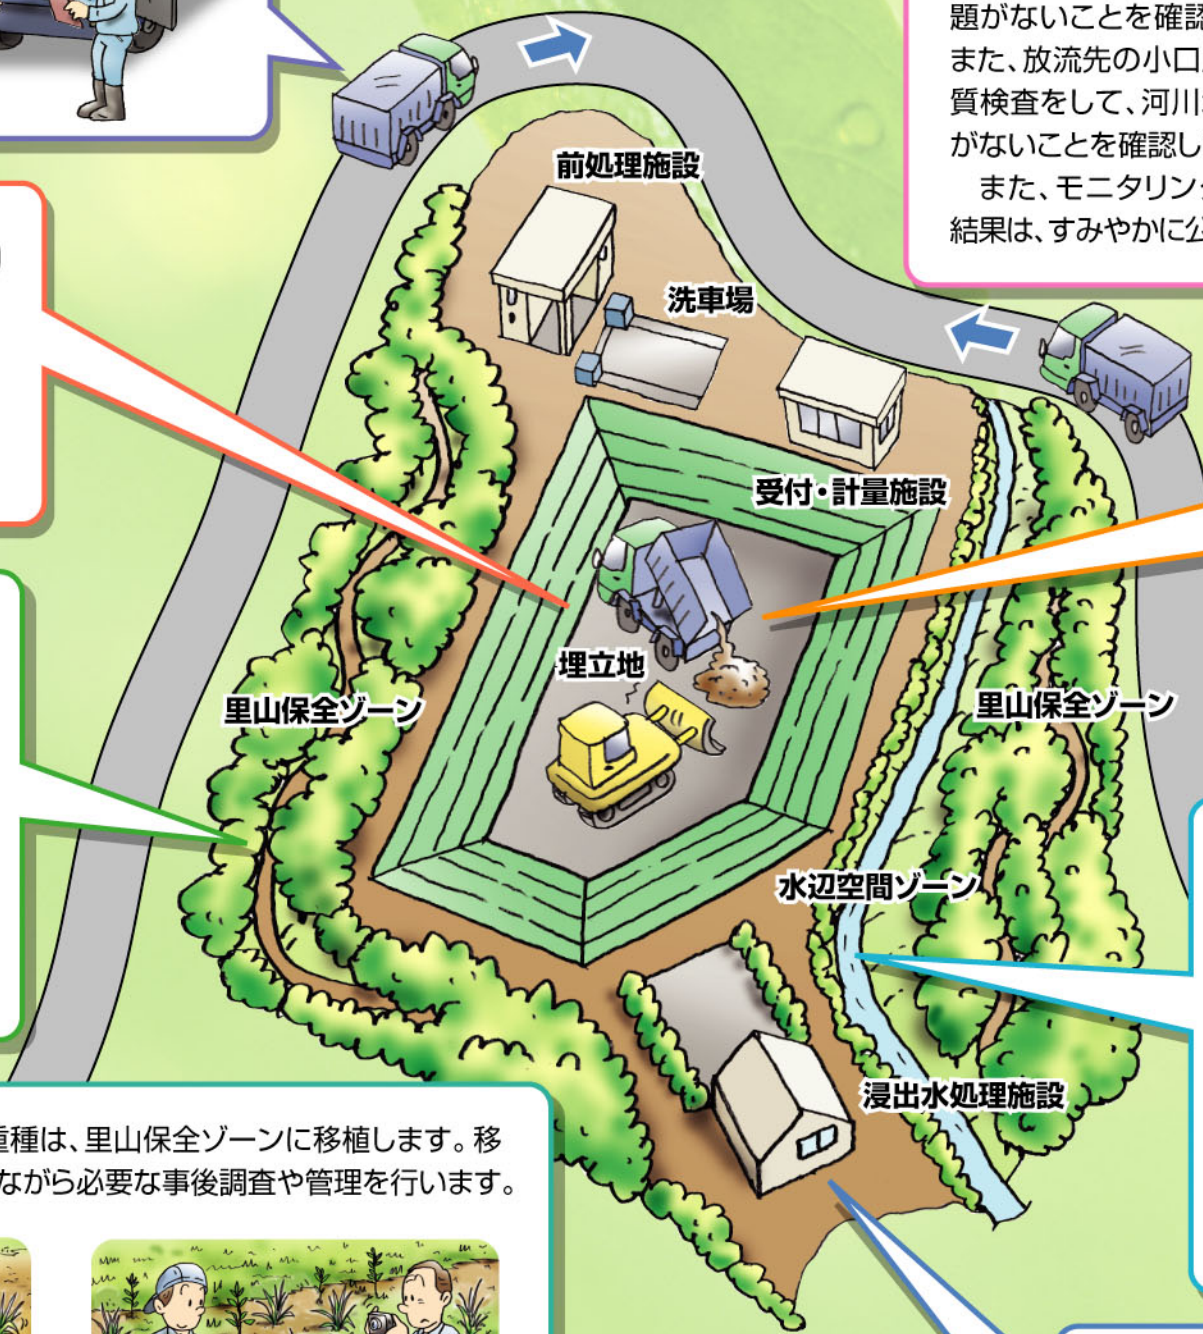 題がないことを確認
また、放流先の小口
質検査をして、河川
がないことを確認し
また、モニタリン
結果は、すみやかに公
前処理施設
洗車場
受付・計量施設
埋立地
里山保全ゾーン
里山保全ゾーン
水辺空間ゾーン
浸出水処理施設
重種は、里山保全ゾーンに移植します。移
ながら必要な事後調査や管理を行います。